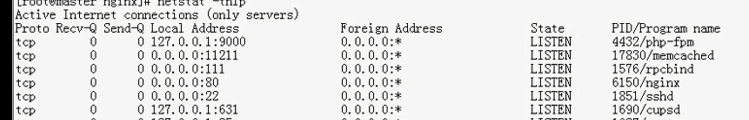 [root@master nginx]# netstat -tnlp
Active Internet connections (only servers)
Proto Recv-Q Send-Q Local Address Foreign Address State PID/Program name
tcp 0 0 127.0.0.1:9000 0.0.0.0:* LISTEN 4432/php-fpm
tcp 0 0 0.0.0.0:11211 0.0.0.0:* LISTEN 17830/memcached
tcp 0 0 0.0.0.0:111 0.0.0.0:* LISTEN 1576/rpcbind
tcp 0 0 0.0.0.0:80 0.0.0.0:* LISTEN 6150/nginx
tcp 0 0 0.0.0.0:22 0.0.0.0:* LISTEN 1851/sshd
tcp 0 0 127.0.0.1:631 0.0.0.0:* LISTEN 1690/cupsd